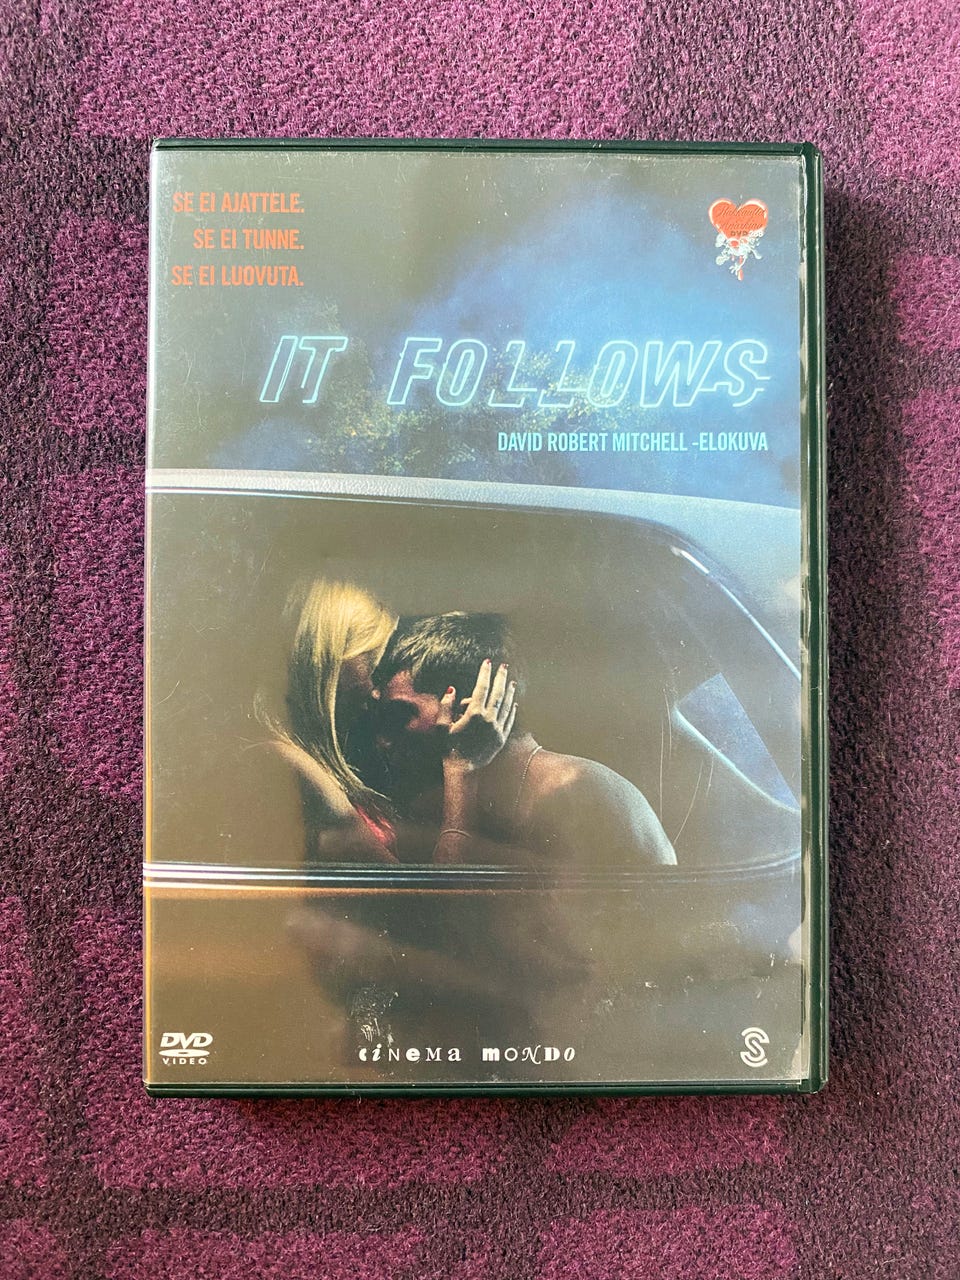 SE EI AJATTELE.
SE EI TUNNE.
SE EI LUOVUTA.
IT FOLLOWS
DAVID ROBERT MITCHELL -ELOKUVA
DVD
VIDEO
CINEMA MONDO
S